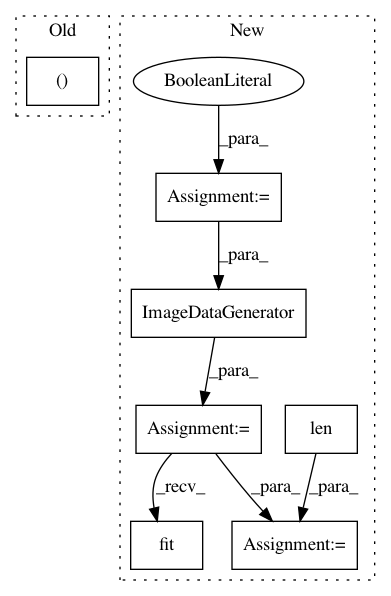 Old
New
()
BooleanLiteral
_para_
Assignment:=
_para_
ImageDataGenerator
_para_
Assignment:=
len
_recv_
_para_
_para_
fit
Assignment:=